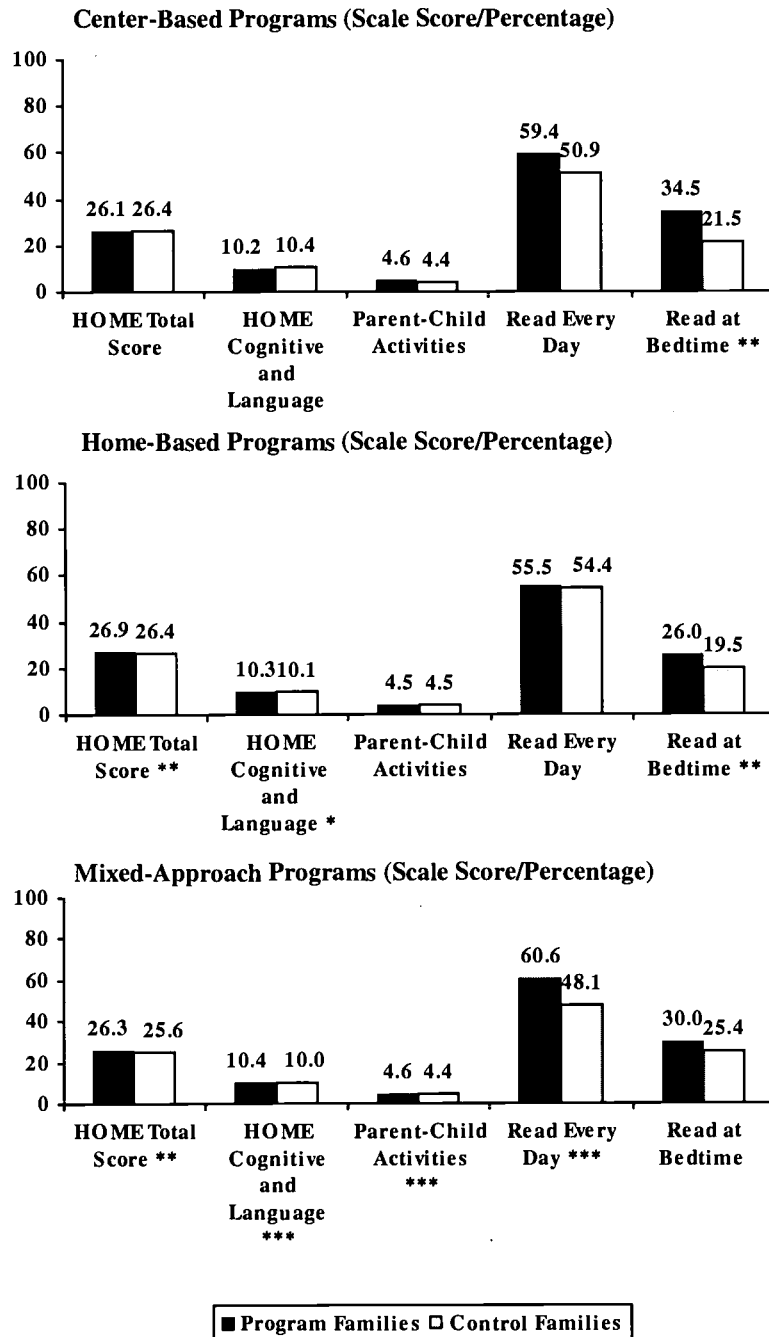 Center-Based Programs (Scale Score/Percentage)
100
80
60
40
20
0
26.1 26.4
10.2 10.4
4.6 4.4
59.4 50.9
34.5 21.5
HOME Total Score
HOME Cognitive and Language
Parent-Child Activities
Read Every Day
Read at Bedtime **
Home-Based Programs (Scale Score/Percentage)
100
80
60
40
20
0
26.9 26.4
10.3 10.1
4.5 4.5
55.5 54.4
26.0 19.5
HOME Total Score **
HOME Cognitive and Language *
Parent-Child Activities
Read Every Day
Read at Bedtime **
Mixed-Approach Programs (Scale Score/Percentage)
100
80
60
40
20
0
26.3 25.6
10.4 10.0
4.6 4.4
60.6 48.1
30.0 25.4
HOME Total Score **
HOME Cognitive and Language ***
Parent-Child Activities ***
Read Every Day ***
Read at Bedtime
Program Families Control Families